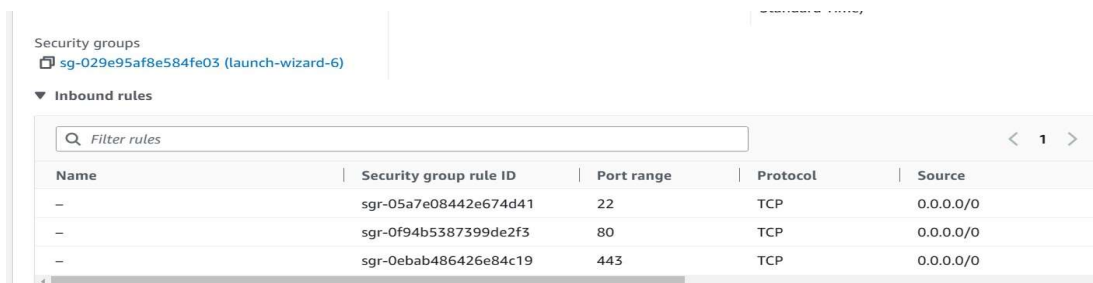 Standard Time)
Security groups
sg-029e95af8e584fe03 (launch-wizard-6)
Inbound rules
Filter rules
1
Name Security group rule ID Port range Protocol Source
– sgr-05a7e08442e674d41 22 TCP 0.0.0.0/0
– sgr-0f94b5387399de2f3 80 TCP 0.0.0.0/0
– sgr-0ebab486426e84c19 443 TCP 0.0.0.0/0